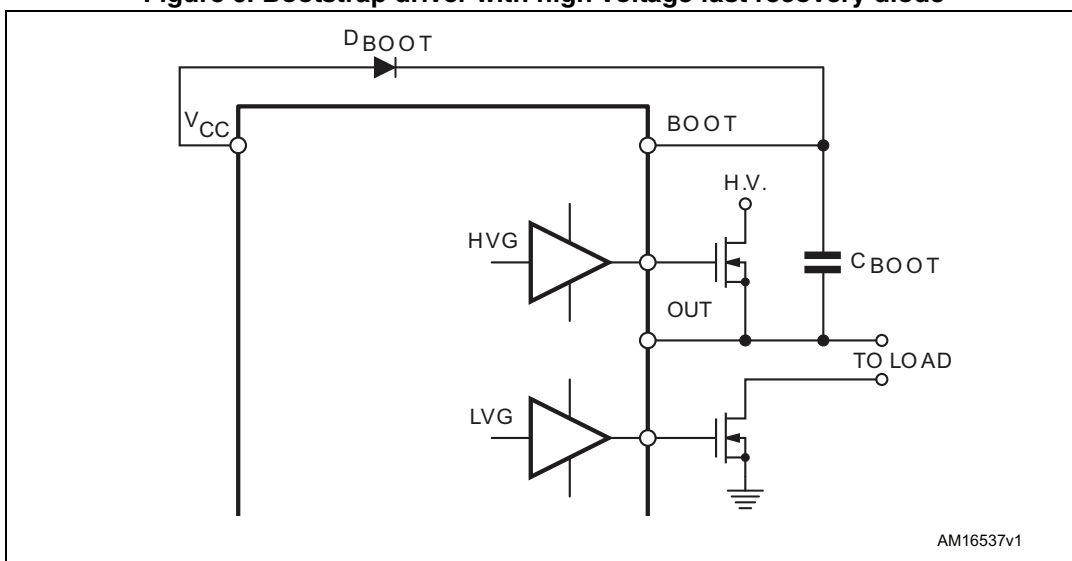 Figure Bootstrap driver with high voltage fast recovery diode
DBOOT
VCC
BOOT
H.V.
HVG
CBOOT
OUT
TO LOAD
LVG
AM16537v1